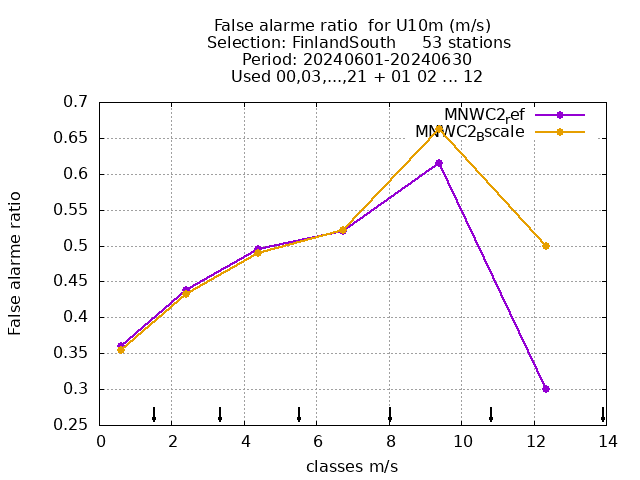 False alarme ratio  for U10m (m/s)
Selection: FinlandSouth     53 stations
Period: 20240601-20240630
Used 00,03,...,21 + 01 02 ... 12
MNWC2ref
MNWC2Bscale
0.7
0.65
0.6
0.55
0.5
0.45
0.4
0.35
0.3
0.25
False alarme ratio
0 2 4 6 8 10 12 14
classes m/s